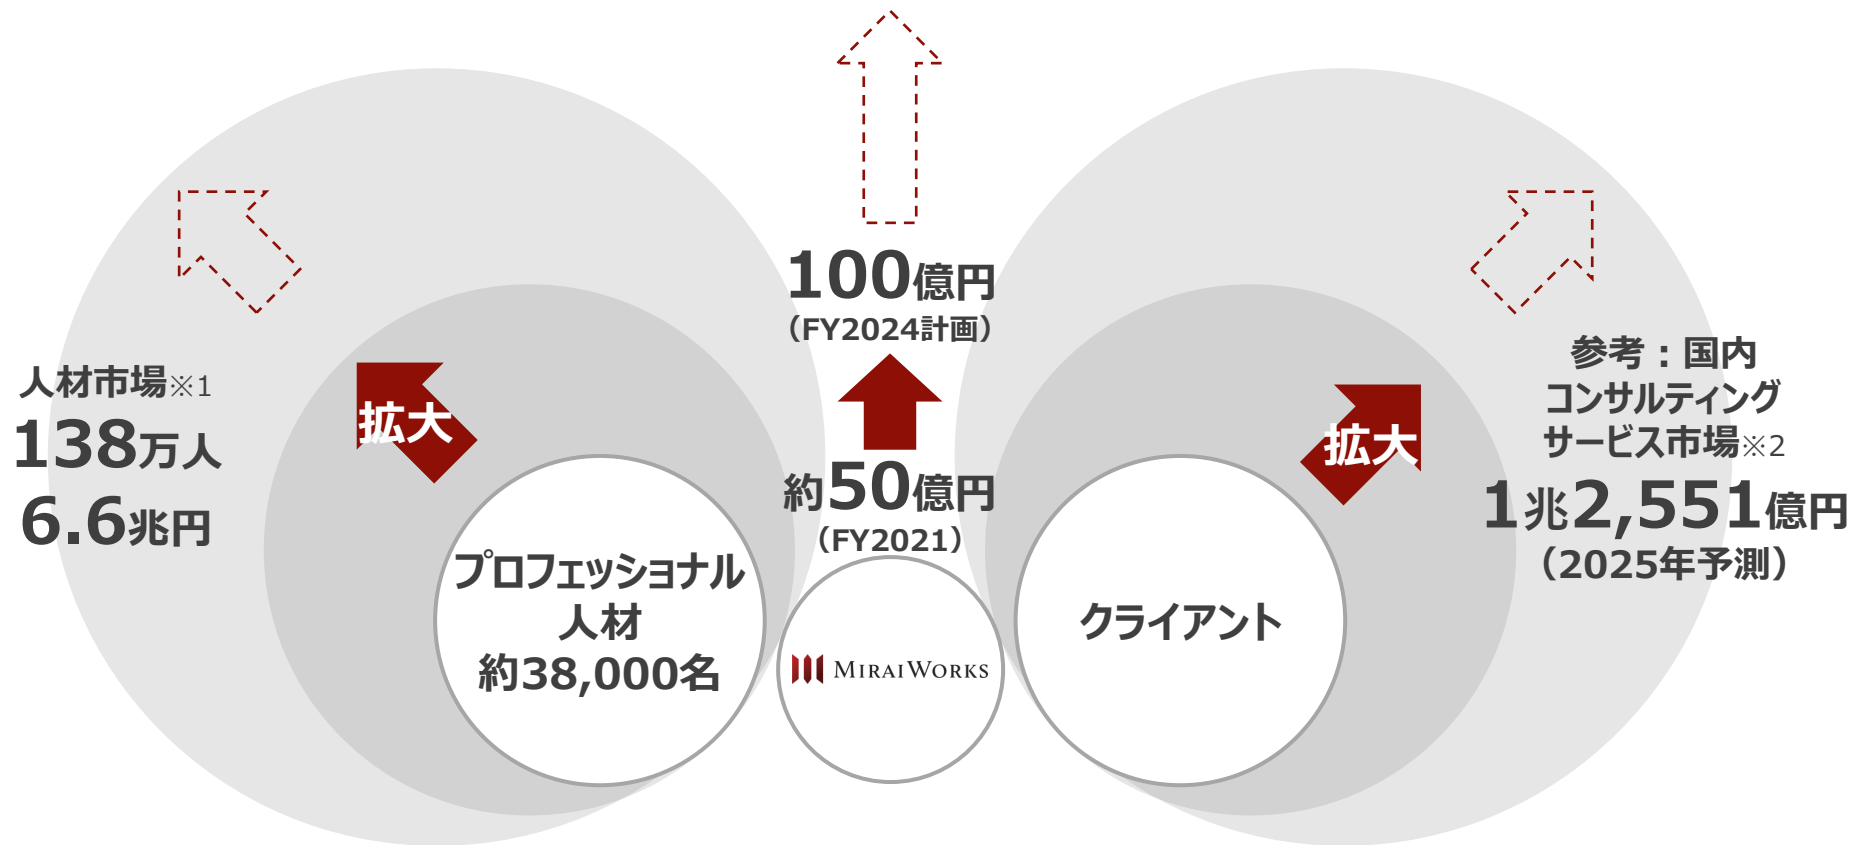 人材市場※1
138万人
6.6兆円
拡大
プロフェッショナル
人材
約38,000名
100億円
（FY2024計画）
約50億円
（FY2021）
MIRAIWORKS
拡大
クライアント
参考：国内
コンサルティング
サービス市場※2
1兆2,551億円
（2025年予測）